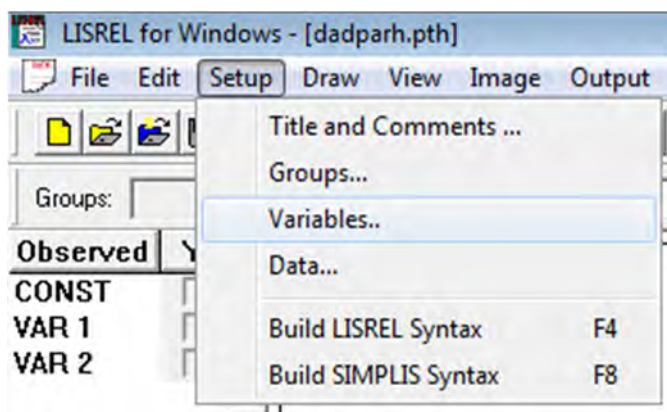 LISREL for Windows - [dadparh.pth]
File Edit Setup Draw View Image Output
Title and Comments ...
Groups...
Groups:
Variables..
Observed Y
Data...
CONST
VAR 1
Build LISREL Syntax F4
VAR 2
Build SIMPLIS Syntax F8